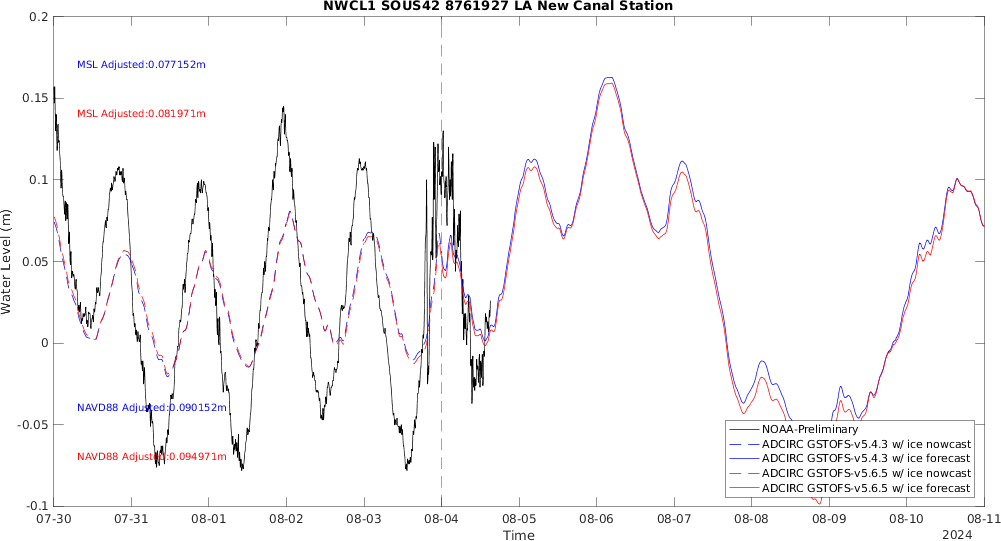 NWCL1 SOUS42 8761927 LA New Canal Station
0.2
0.15
0.1
0.05
0
-0.05
-0.1
Water Level (m)
MSL Adjusted:0.077152m
MSL Adjusted:0.081971m
NAVD88 Adjusted:0.090152m
NAVD88 Adjusted:0.094971m
NOAA-Preliminary
ADCIRC GSTOFS-v5.4.3 w/ ice nowcast
ADCIRC GSTOFS-v5.4.3 w/ ice forecast
ADCIRC GSTOFS-v5.6.5 w/ ice nowcast
ADCIRC GSTOFS-v5.6.5 w/ ice forecast
07-30 07-31 08-01 08-02 08-03 08-04 08-05 08-06 08-07 08-08 08-09 08-10 08-11
Time
2024